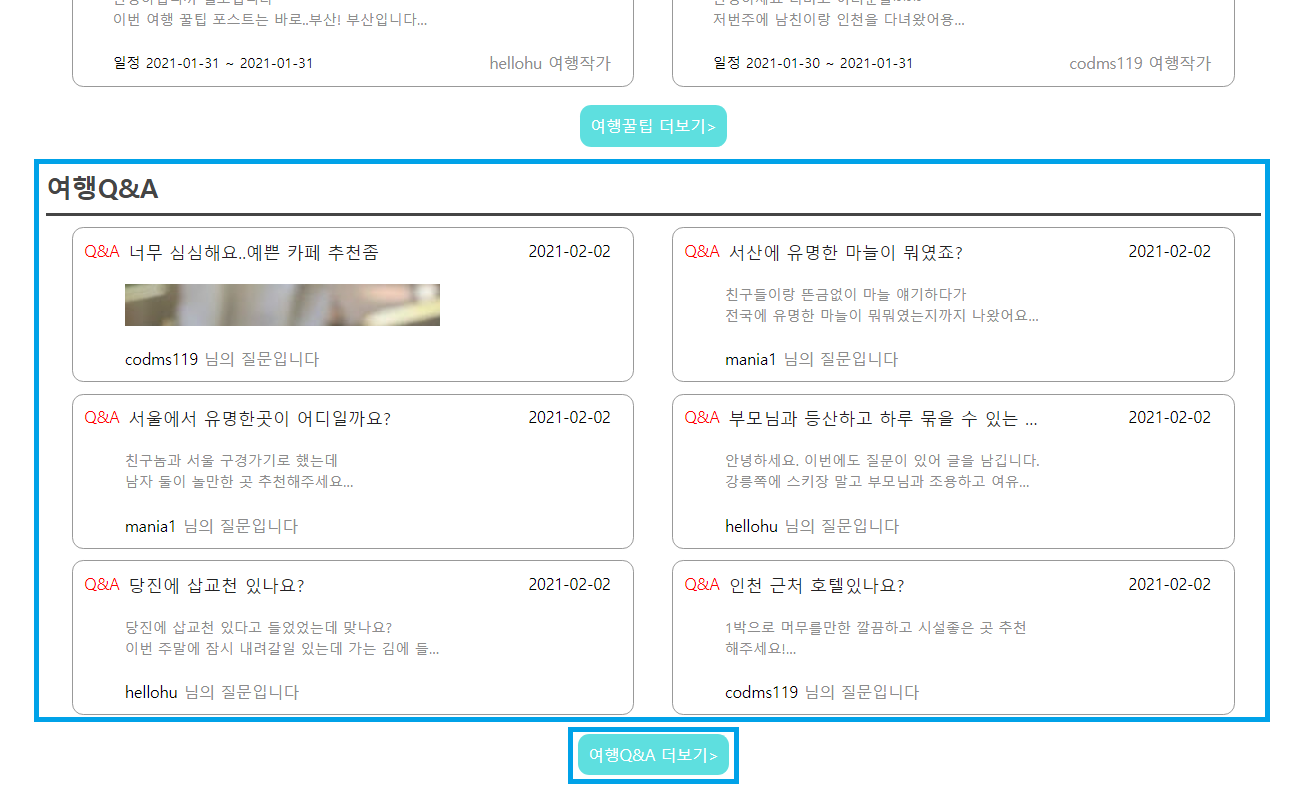 이번 여행 꿀팁 포스트는 바로..부산! 부산입니다...
일정 2021-01-31 ~ 2021-01-31
hellohu 여행작가
저번주에 남친이랑 인천을 다녀왔어용...
일정 2021-01-30 ~ 2021-01-31
codms119 여행작가
여행꿀팁 더보기>
여행Q&A
Q&A 너무 심심해요..예쁜 카페 추천좀
2021-02-02
codms119 님의 질문입니다
Q&A 서산에 유명한 마늘이 뭐였죠?
2021-02-02
친구들이랑 뜬금없이 마늘 얘기하다가
전국에 유명한 마늘이 뭐뭐였는지까지 나왔어요...
mania1 님의 질문입니다
Q&A 서울에서 유명한곳이 어디일까요?
2021-02-02
친구놈과 서울 구경가기로 했는데
남자 둘이 놀만한 곳 추천해주세요...
mania1 님의 질문입니다
Q&A 부모님과 등산하고 하루 묶을 수 있는 ...
2021-02-02
안녕하세요. 이번에도 질문이 있어 글을 남깁니다.
강릉쪽에 스키장 말고 부모님과 조용하고 여유...
hellohu 님의 질문입니다
Q&A 당진에 삽교천 있나요?
2021-02-02
당진에 삽교천 있다고 들었었는데 맞나요?
이번 주말에 잠시 내려갈일 있는데 가는 김에 들...
hellohu 님의 질문입니다
Q&A 인천 근처 호텔있나요?
2021-02-02
1박으로 머무를만한 깔끔하고 시설좋은 곳 추천
해주세요!...
codms119 님의 질문입니다
여행Q&A 더보기>